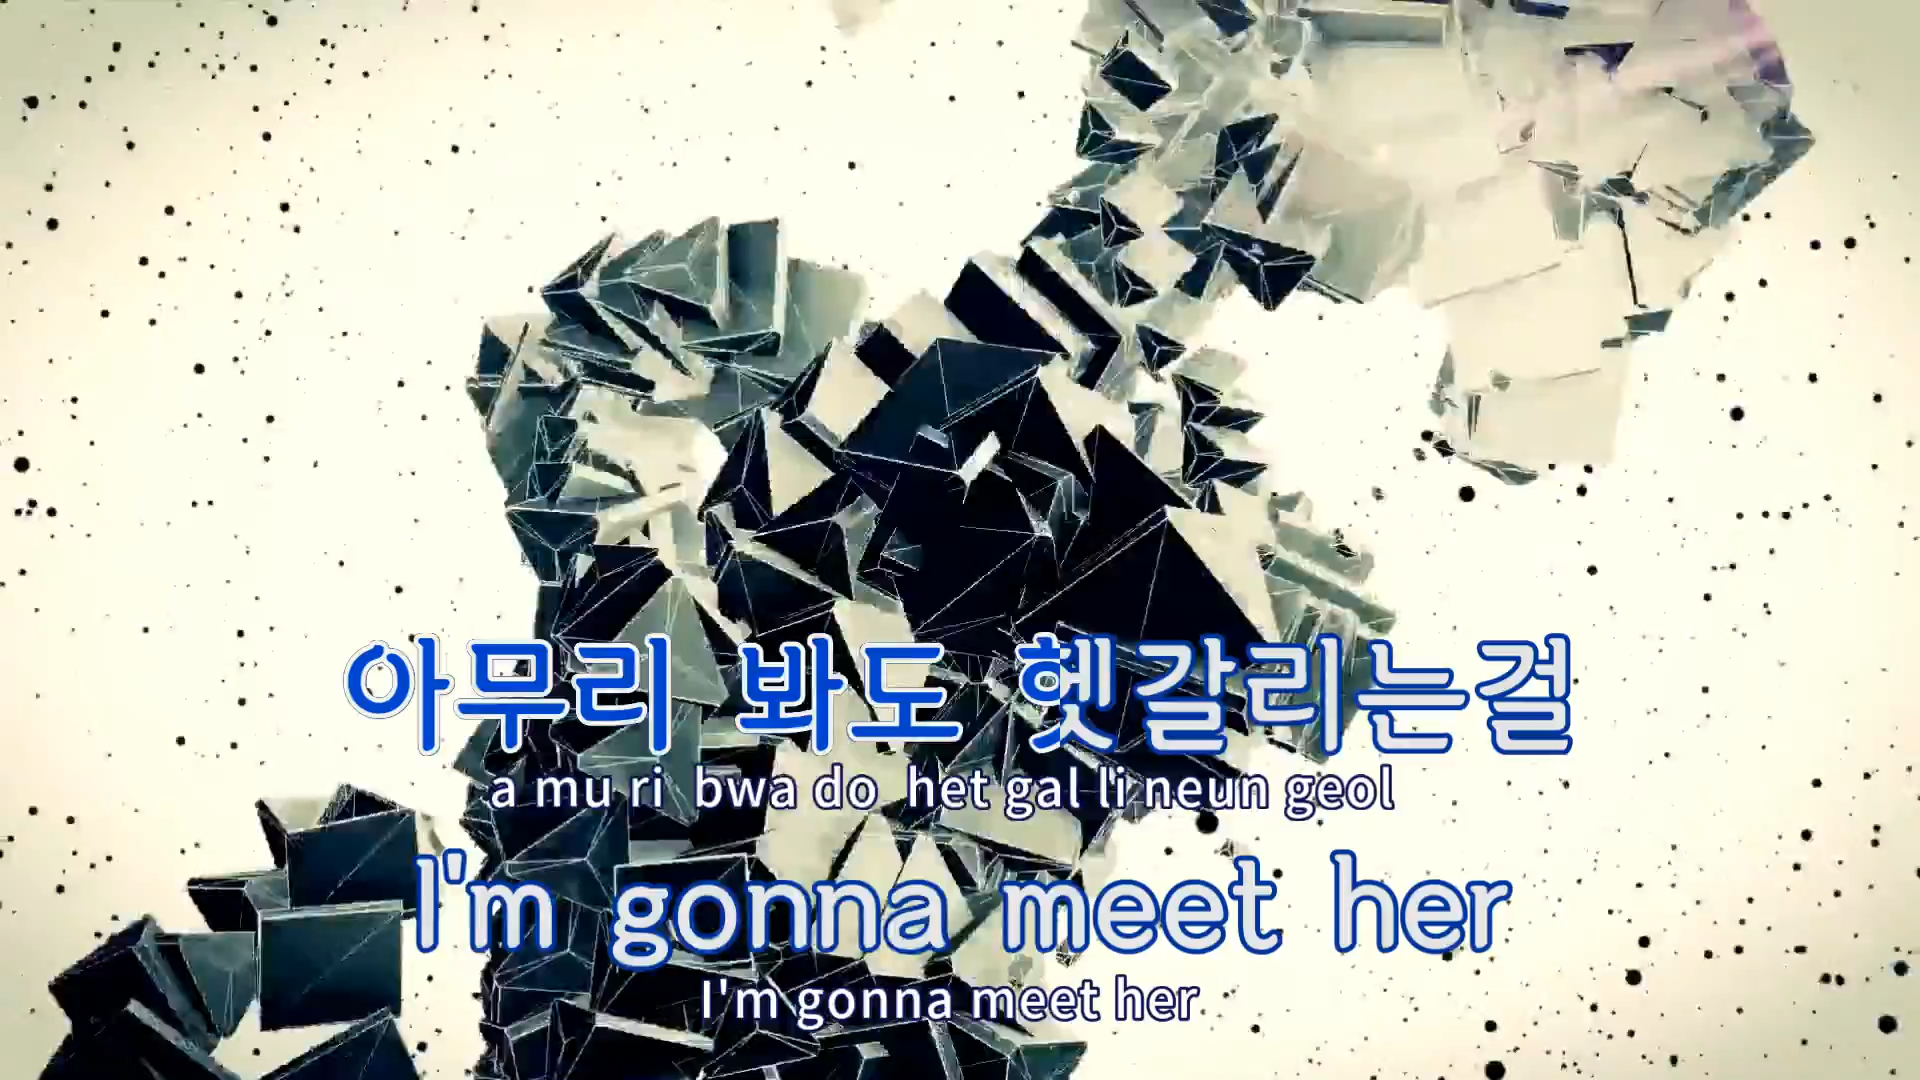 아무리 봐도 헷갈리는걸
a mu ri bwa do het gal li neun geol
I'm gonna meet her
I'm gonna meet her